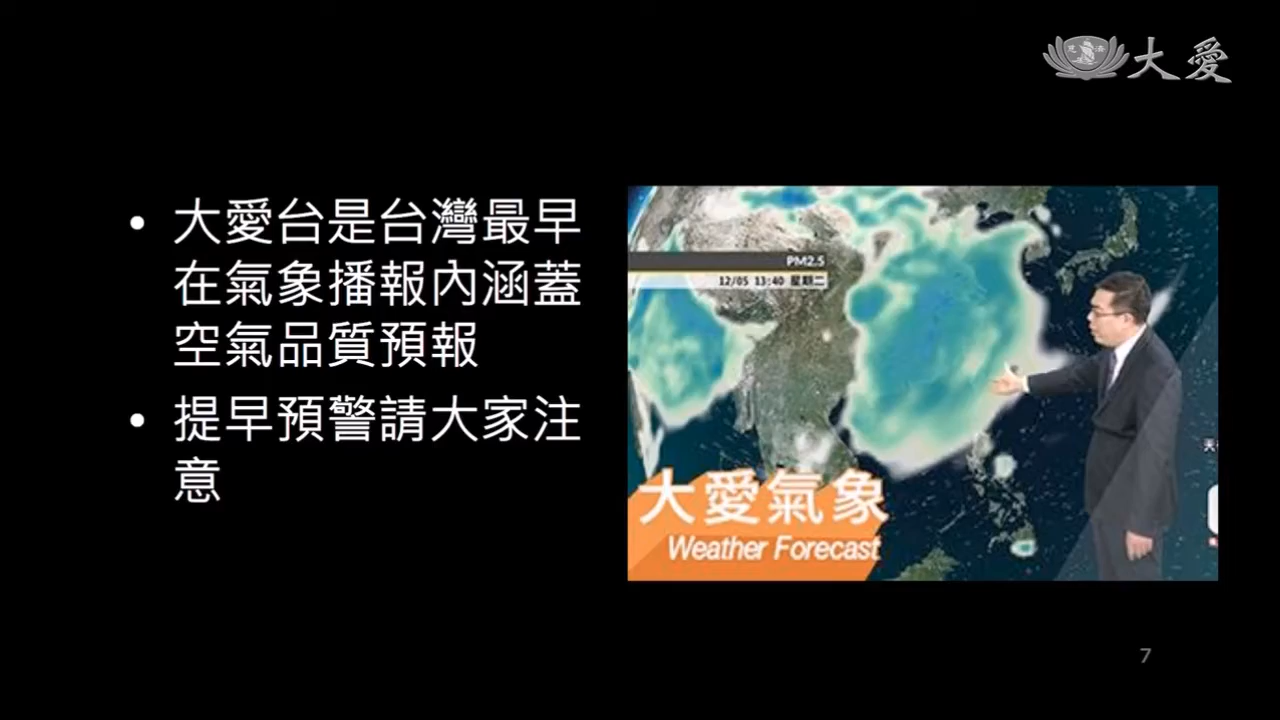 大愛
• 大愛台是台灣最早
在氣象播報內涵蓋
空氣品質預報
• 提早預警請大家注
意
PM2.5
12/05 13:40 星期二
大愛氣象
Weather Forecast
7